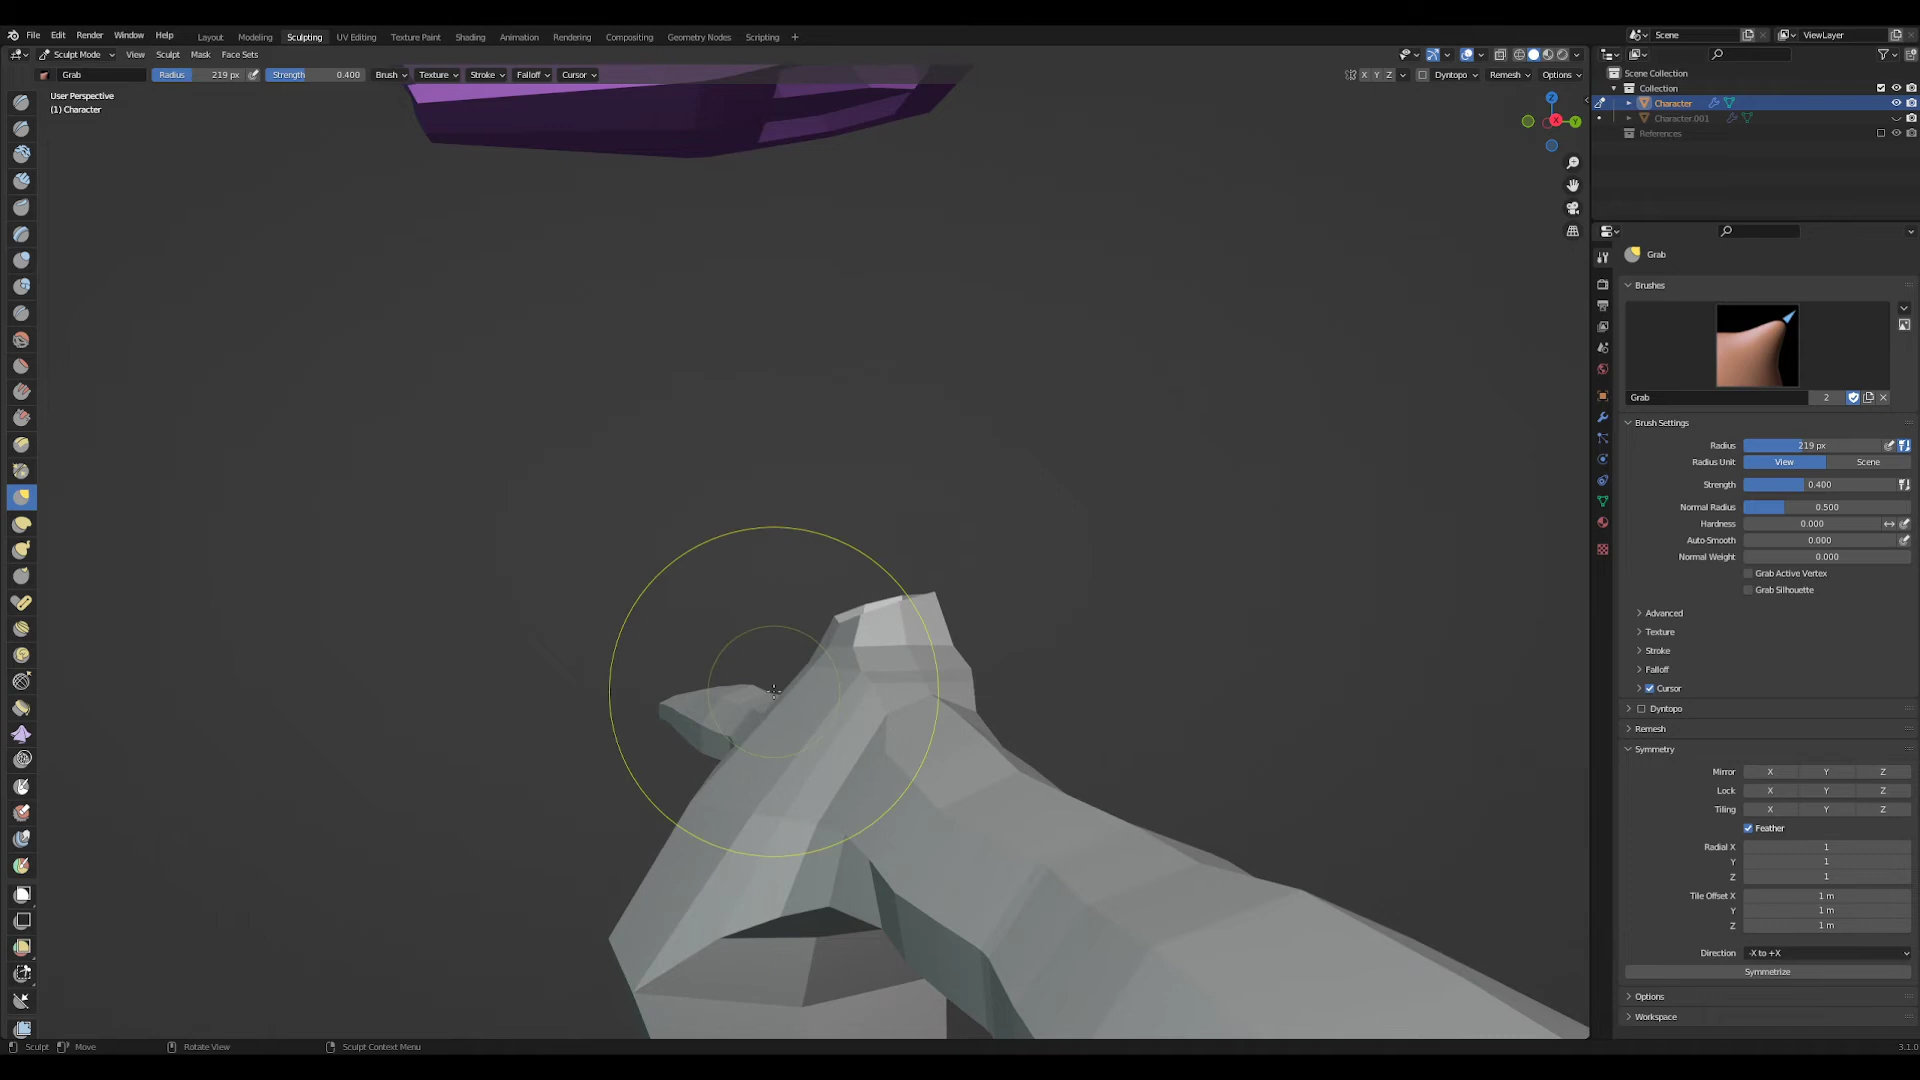 File Edit Render Window Help Layout Modeling Sculpting UV Editing Texture Paint Shading Animation Rendering Compositing Geometry Nodes Scripting + Scene ViewLayer
Sculpt Mode View Sculpt Mask Face Sets
Grab Radius 219 px Strength 0.400 Brush Texture Stroke Falloff Cursor X Y Z Dyntopo Remesh Options
User Perspective
(1) Character
Z
X
Y
Scene Collection
Collection
Character
Character.001
References
Grab
Brushes
Grab 2
Brush Settings
Radius 219 px
Radius Unit View Scene
Strength 0.400
Normal Radius 0.500
Hardness 0.000
Auto-Smooth 0.000
Normal Weight 0.000
Grab Active Vertex
Grab Silhouette
Advanced
Texture
Stroke
Falloff
Cursor
Dyntopo
Remesh
Symmetry
Mirror X Y Z
Lock X Y Z
Tiling X Y Z
Feather
Radial X 1
Y 1
Z 1
Tile Offset X 1 m
Y 1 m
Z 1 m
Direction -X to +X
Symmetrize
Options
Workspace
Sculpt Move Rotate View Sculpt Context Menu 3.1.0